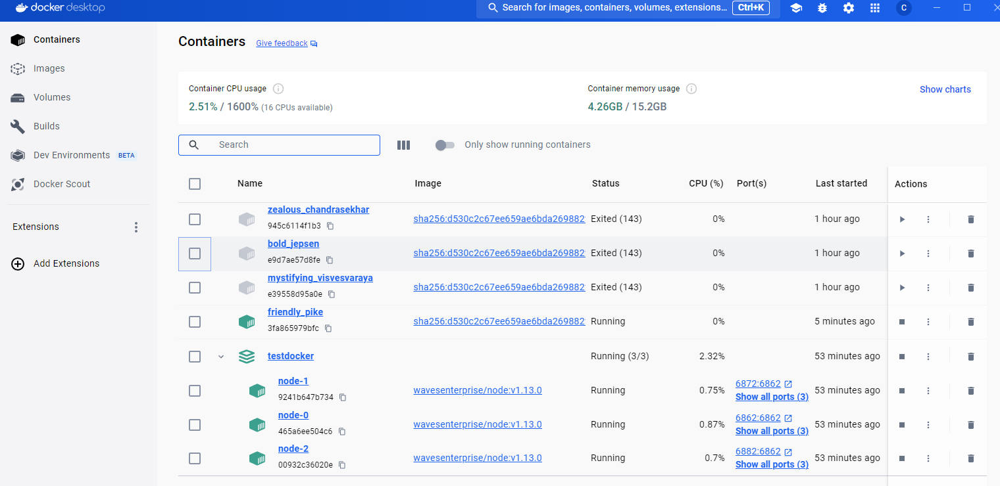 docker desktop
Search for images, containers, volumes, extensions... Ctrl+K
C
Containers
Images
Volumes
Builds
Dev Environments BETA
Docker Scout
Extensions
Add Extensions
Containers Give feedback
Container CPU usage
2.51% / 1600% (16 CPUs available)
Container memory usage
4.26GB / 15.2GB
Show charts
Search
Only show running containers
Name Image Status CPU (%) Port(s) Last started Actions
zealous_chandrasekhar
945c6114f1b3
sha256:d530c2c67ee659ae6bda269882 Exited (143) 0% 1 hour ago
bold_jepsen
e9d7ae57d8fe
sha256:d530c2c67ee659ae6bda269882 Exited (143) 0% 1 hour ago
mystifying_visvesvaraya
e39558d95a0e
sha256:d530c2c67ee659ae6bda269882 Exited (143) 0% 1 hour ago
friendly_pike
3fa865979bfc
sha256:d530c2c67ee659ae6bda269882 Running 0% 5 minutes ago
testdocker Running (3/3) 2.32% 53 minutes ago
node-1
9241b647b734
wavesenterprise/node:v1.13.0 Running 0.75% 53 minutes ago
6872:6862
Show all ports (3)
node-0
465a6ee504c6
wavesenterprise/node:v1.13.0 Running 0.87% 53 minutes ago
6862:6862
Show all ports (3)
node-2
00932c36020e
wavesenterprise/node:v1.13.0 Running 0.7% 53 minutes ago
6882:6862
Show all ports (3)